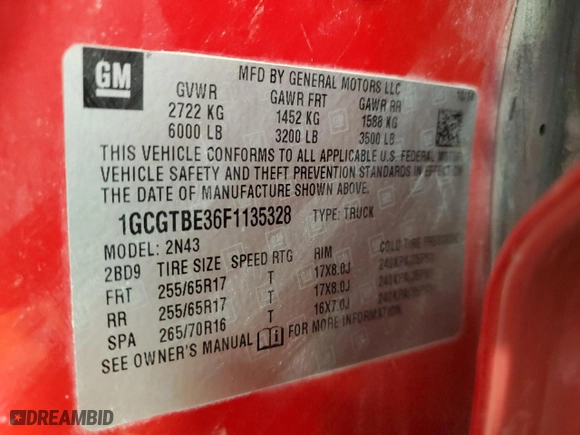 GM
MFD BY GENERAL MOTORS LLC
GVWR GAWR FRT GAWR RR
2722 KG 1452 KG 1588 KG
6000 LB 3200 LB 3500 LB
THIS VEHICLE CONFORMS TO ALL APPLICABLE U.S. FEDERAL MOTOR
VEHICLE SAFETY AND THEFT PREVENTION STANDARDS IN EFFECT ON
THE DATE OF MANUFACTURE SHOWN ABOVE.
1GCGTBE36F1135328 TYPE: TRUCK
MODEL: 2N43
2BD9 TIRE SIZE SPEED RTG RIM COLD TIRE PRESSURE
FRT 255/65R17 T 17X8.0J
RR 255/65R17 T 17X8.0J
SPA 265/70R16 T 16X7.0J
SEE OWNER'S MANUAL FOR MORE INFORMATION
DREAMBID